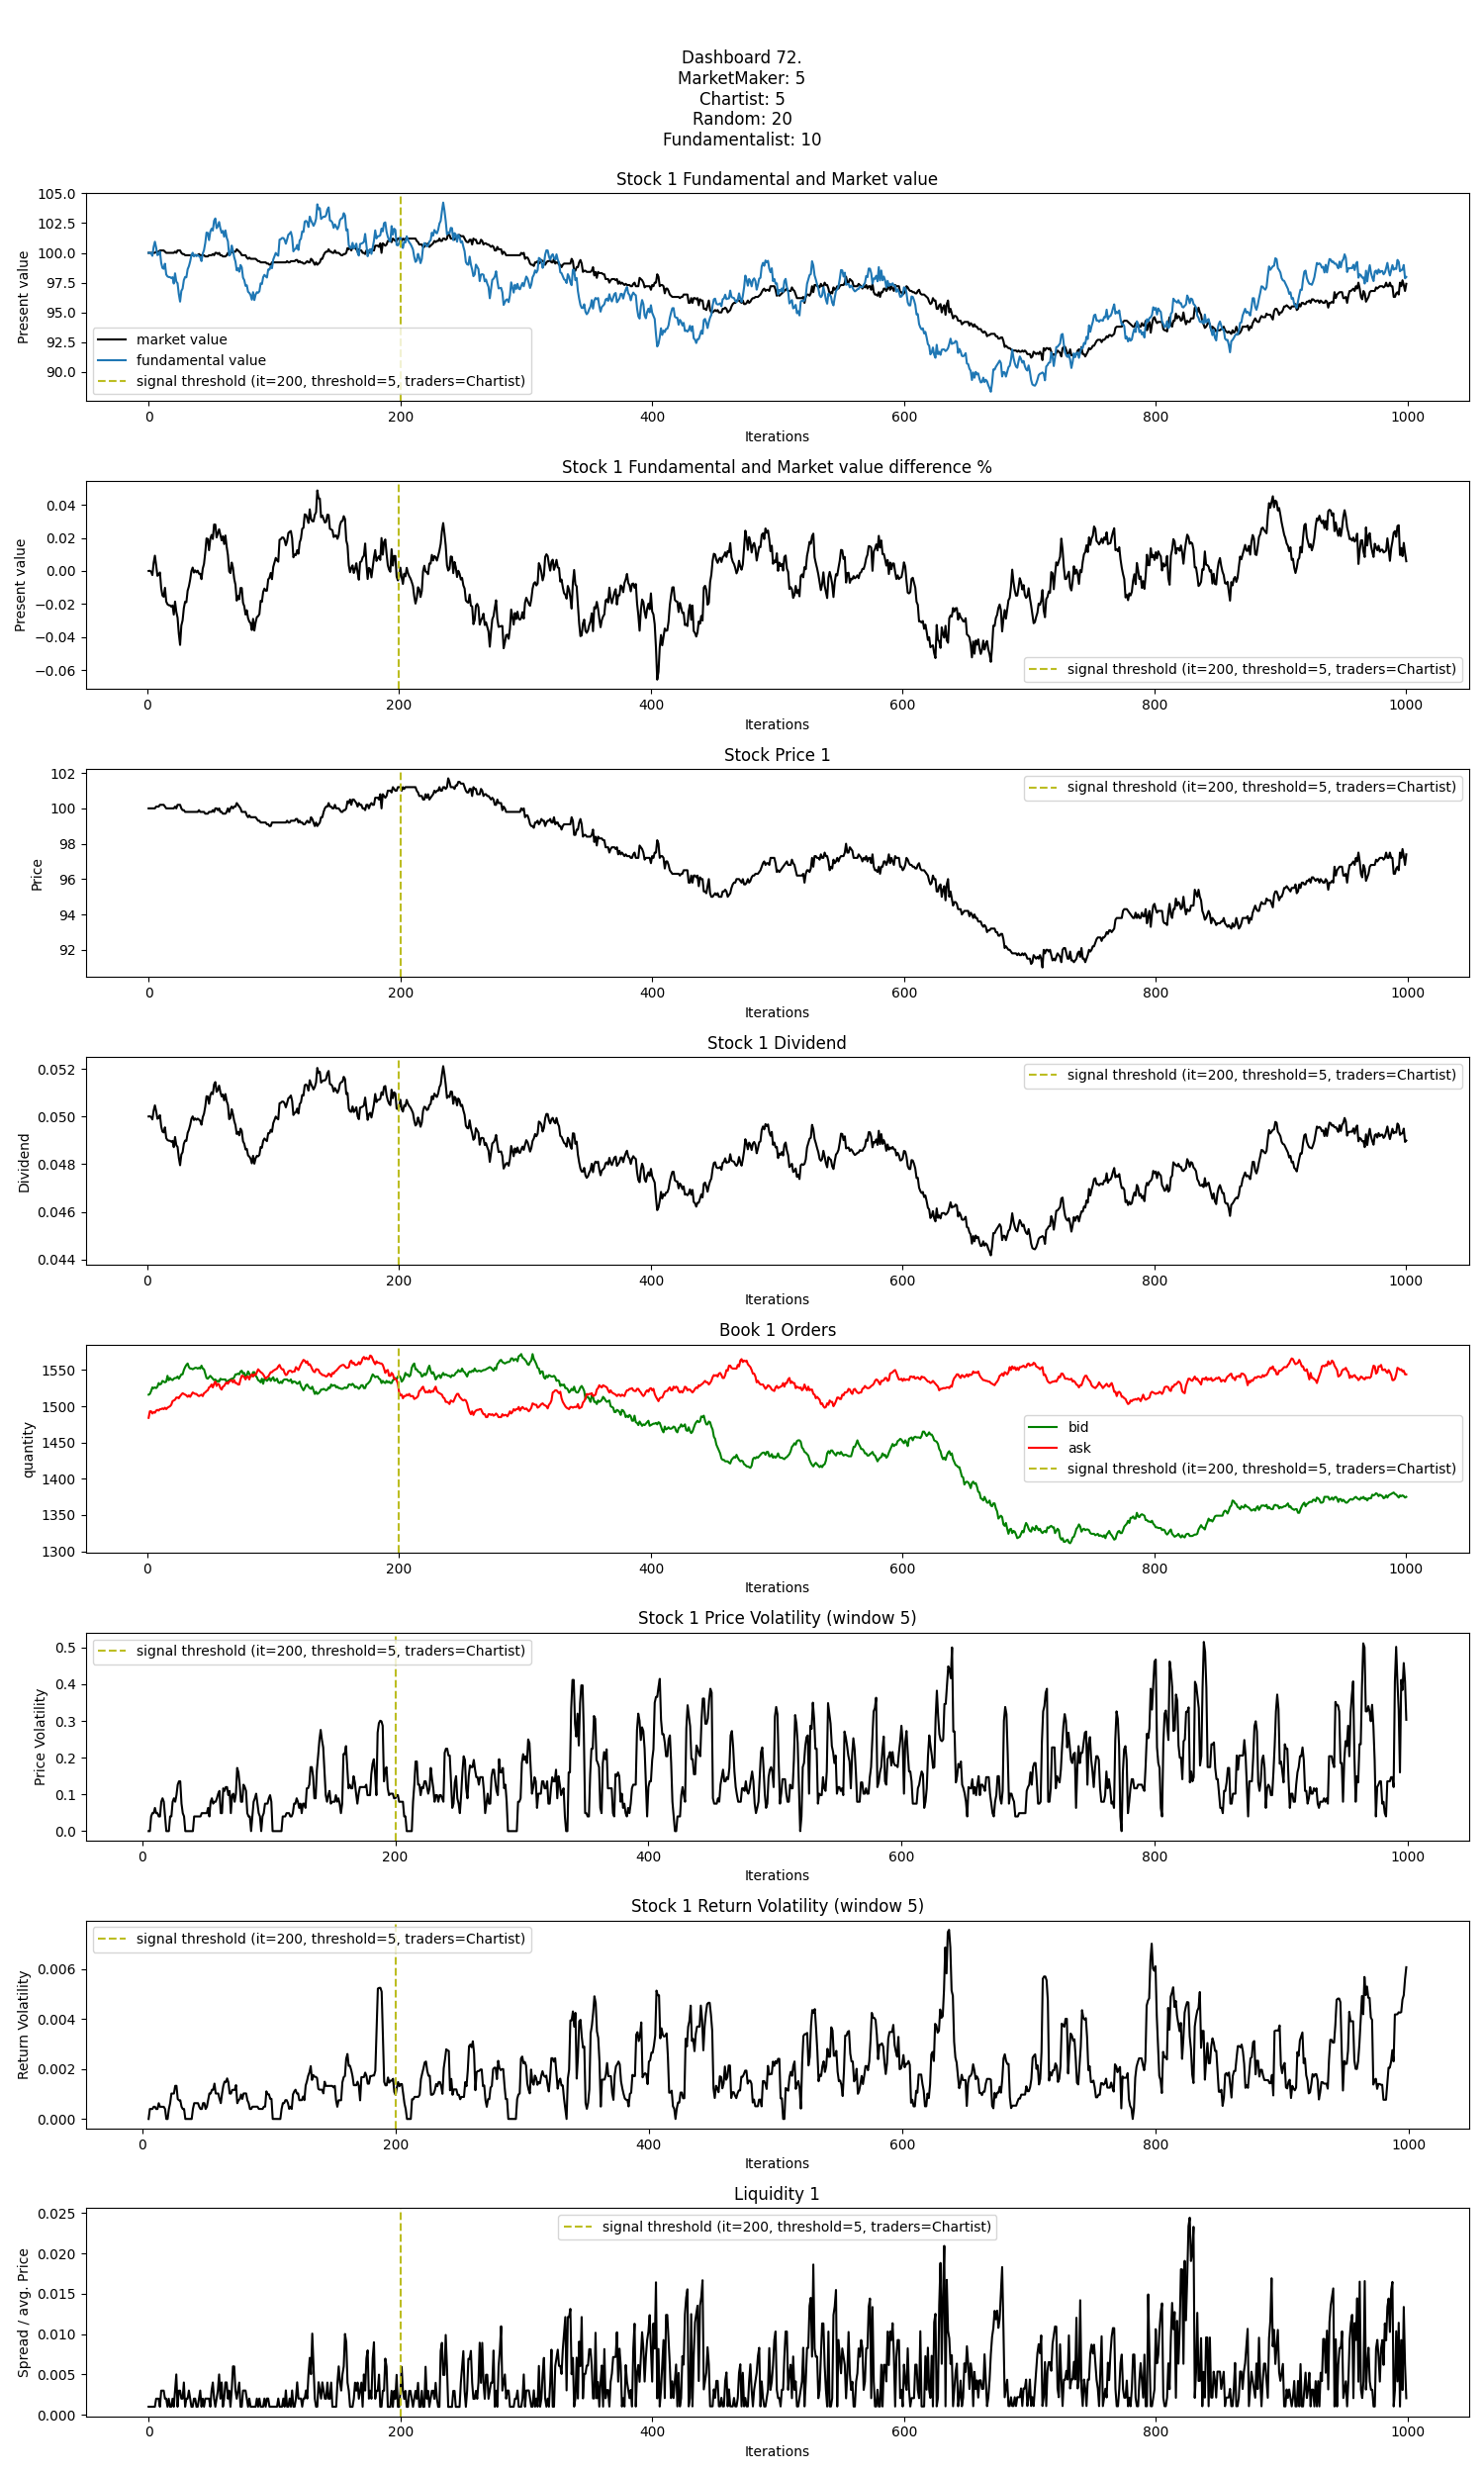 Dashboard 72.
MarketMaker: 5
Chartist: 5
Random: 20
Fundamentalist: 10
Stock 1 Fundamental and Market value
105.0
102.5
100.0
97.5
95.0
92.5
90.0
Present value
market value
fundamental value
signal threshold (it=200, threshold=5, traders=Chartist)
0 200 400 600 800 1000
Iterations
Stock 1 Fundamental and Market value difference %
0.04
0.02
0.00
−0.02
−0.04
−0.06
Present value
signal threshold (it=200, threshold=5, traders=Chartist)
0 200 400 600 800 1000
Iterations
Stock Price 1
102
100
98
96
94
92
Price
signal threshold (it=200, threshold=5, traders=Chartist)
0 200 400 600 800 1000
Iterations
Stock 1 Dividend
0.052
0.050
0.048
0.046
0.044
Dividend
signal threshold (it=200, threshold=5, traders=Chartist)
0 200 400 600 800 1000
Iterations
Book 1 Orders
1550
1500
1450
1400
1350
1300
quantity
bid
ask
signal threshold (it=200, threshold=5, traders=Chartist)
0 200 400 600 800 1000
Iterations
Stock 1 Price Volatility (window 5)
0.5
0.4
0.3
0.2
0.1
0.0
Price Volatility
signal threshold (it=200, threshold=5, traders=Chartist)
0 200 400 600 800 1000
Iterations
Stock 1 Return Volatility (window 5)
0.006
0.004
0.002
0.000
Return Volatility
signal threshold (it=200, threshold=5, traders=Chartist)
0 200 400 600 800 1000
Iterations
Liquidity 1
0.025
0.020
0.015
0.010
0.005
0.000
Spread / avg. Price
signal threshold (it=200, threshold=5, traders=Chartist)
0 200 400 600 800 1000
Iterations